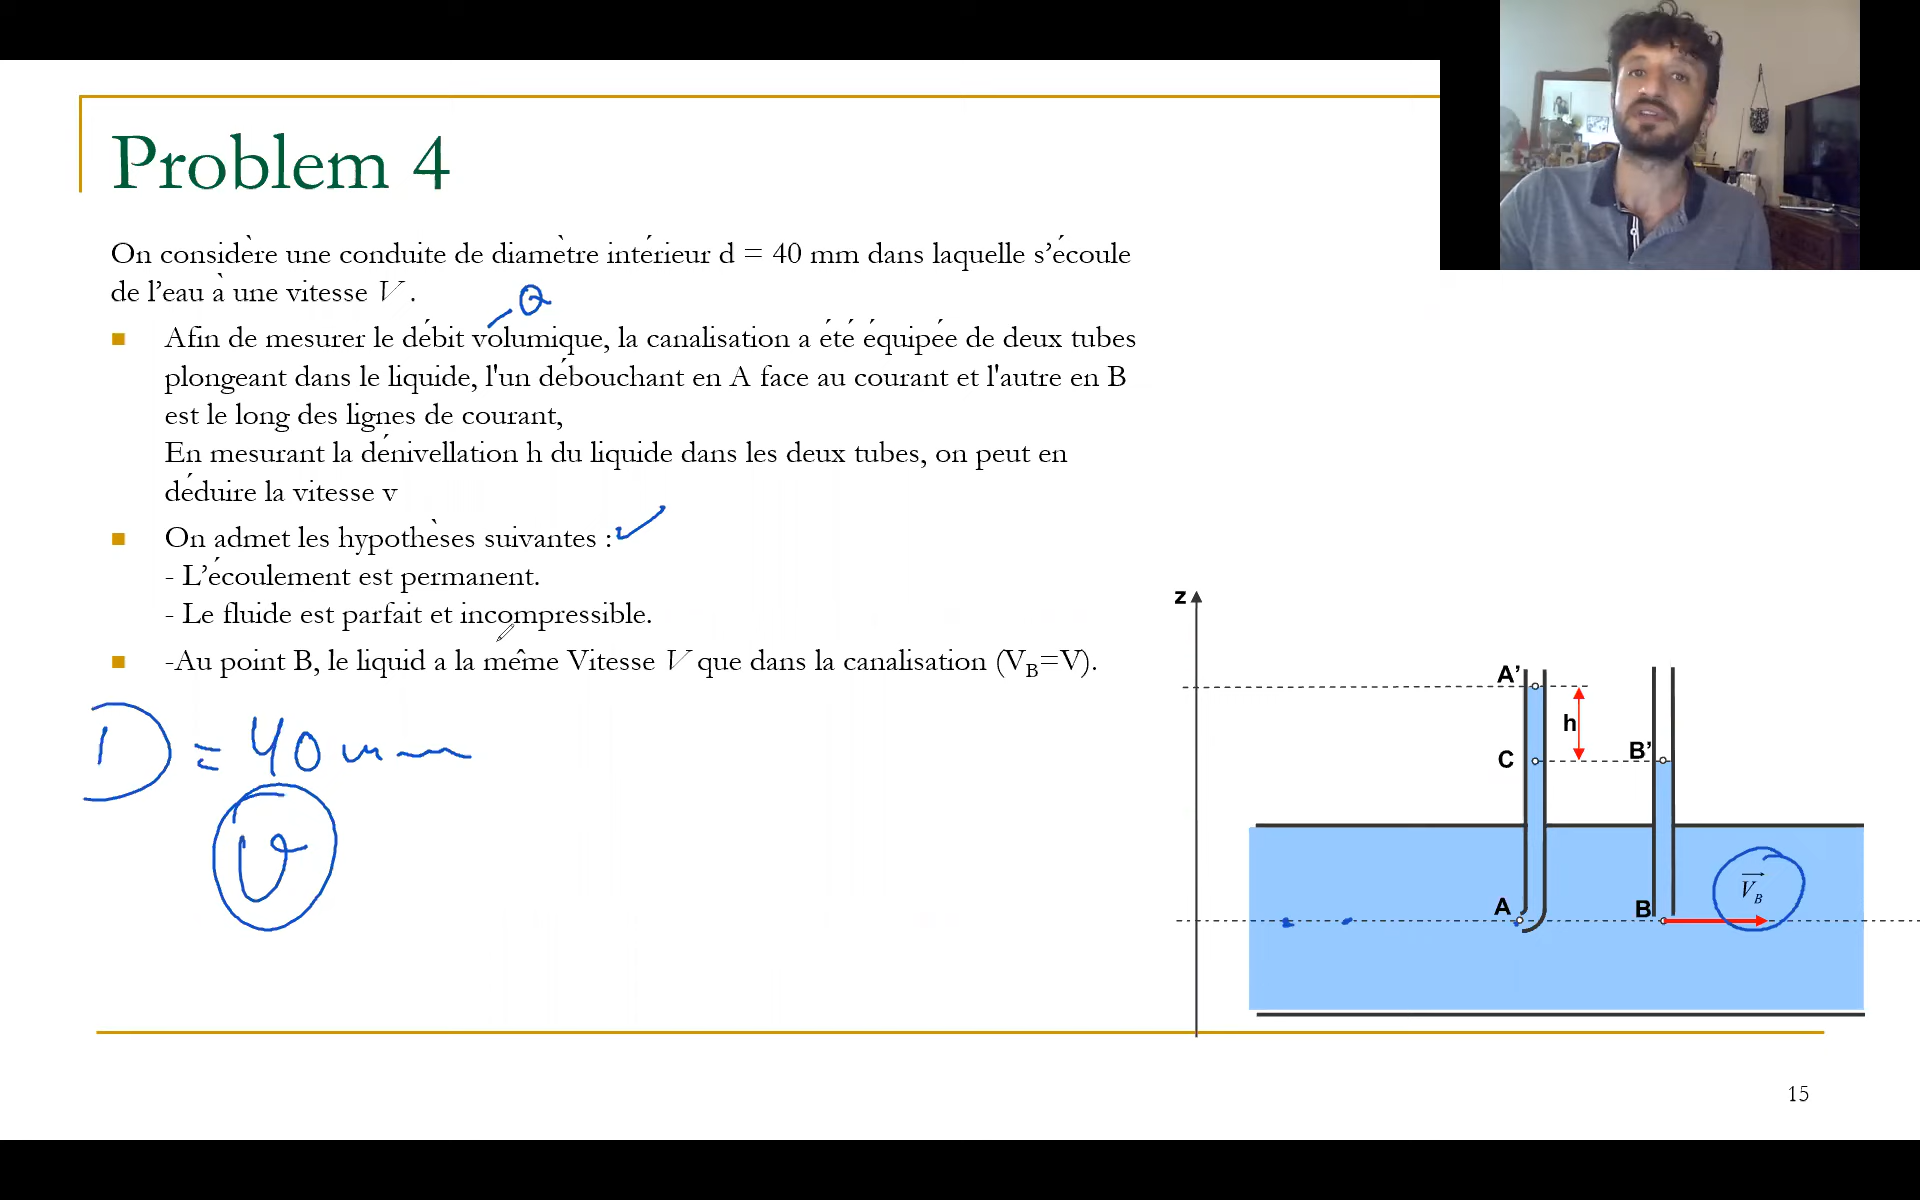 Problem 4
On considère une conduite de diamètre intérieur d = 40 mm dans laquelle s'écoule
de l'eau à une vesse V .
Q
Afin de mesurer le débit volumique, la canalisation a été équipée de deux tubes
plongeant dans le liquide, l'un débouchant en A face au courant et l'autre en B
est le long des lignes de courant,
En mesurant la dénivellation h du liquide dans les deux tubes, on peut en
déduire la vitesse v
On admet les hypothèses suivantes :
- L'écoulement est permanent.
- Le fluide est parfait et incompressible.
-Au point B, le liquid a la même Vitesse V que dans la canalisation (VB=V).
D = 40 mm
V
z
A'
h
C
B'
A
B
VB
15